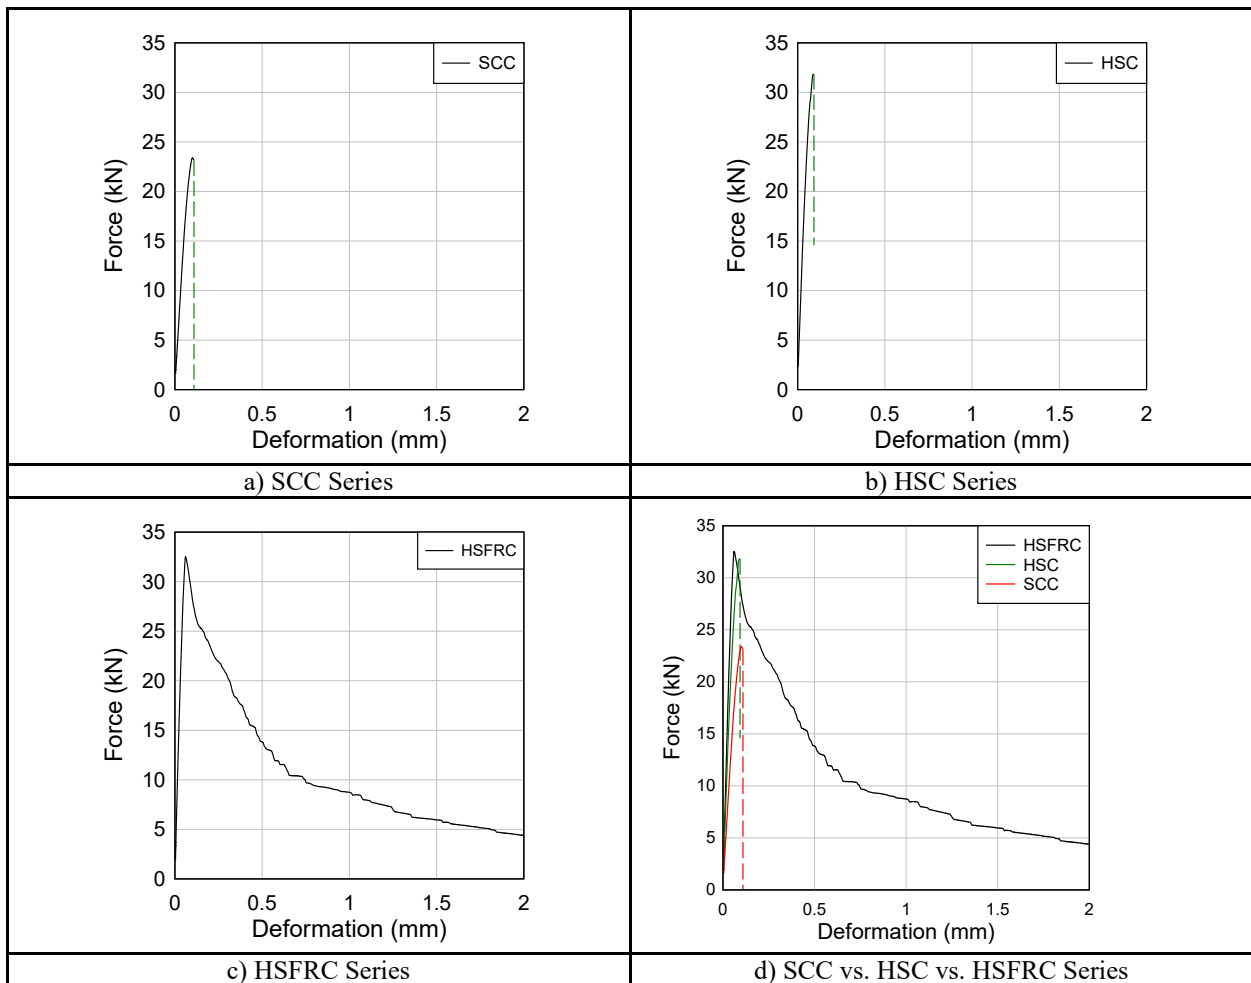 35
30
25
20
15
10
5
0
Force (kN)
SCC
0 0.5 1 1.5 2
Deformation (mm)
a) SCC Series
35
30
25
20
15
10
5
0
Force (kN)
HSC
0 0.5 1 1.5 2
Deformation (mm)
b) HSC Series
35
30
25
20
15
10
5
0
Force (kN)
HSFRC
0 0.5 1 1.5 2
Deformation (mm)
c) HSFRC Series
35
30
25
20
15
10
5
0
Force (kN)
HSFRC
HSC
SCC
0 0.5 1 1.5 2
Deformation (mm)
d) SCC vs. HSC vs. HSFRC Series